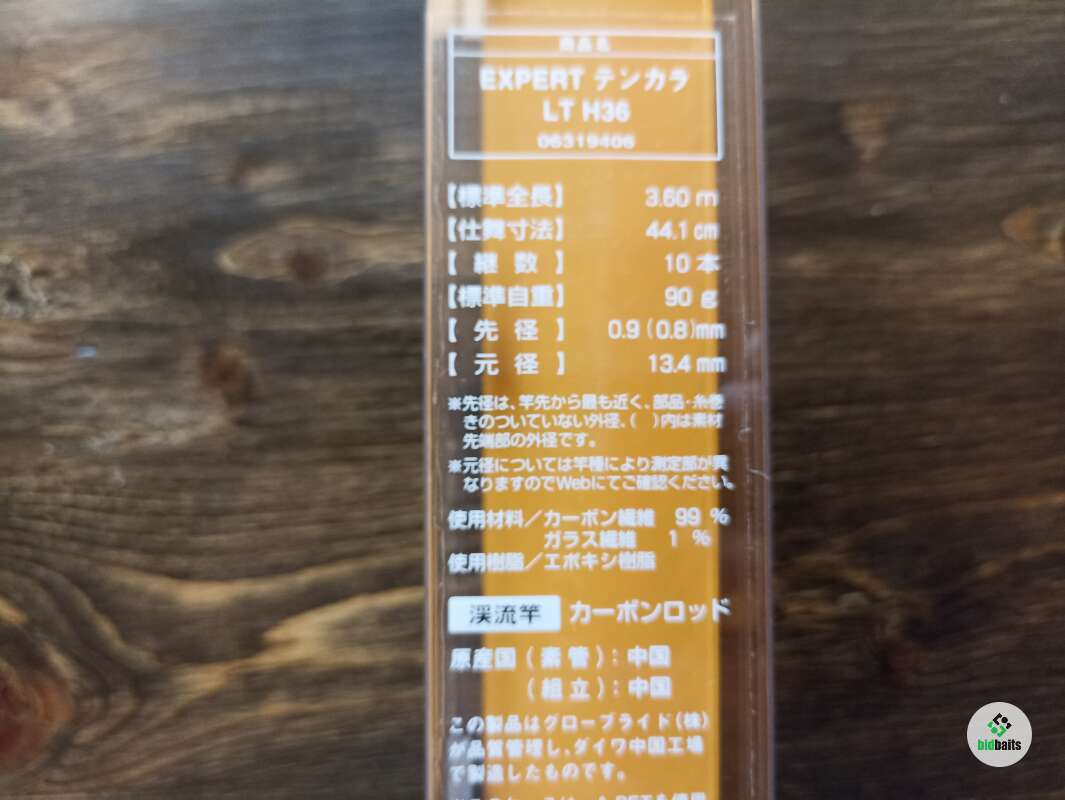 商品名
EXPERT テンカラ
LT H36
06319406
【標準全長】 3.60 m
【仕舞寸法】 44.1 cm
【 継 数 】 10 本
【標準自重】 90 g
【 先 径 】 0.9 (0.8)mm
【 元 径 】 13.4 mm
※先径は、竿先から最も近く、部品・糸巻
きのついていない外径、( )内は素材
先端部の外径です。
※元径については竿種により測定部が異
なりますのでWebにてご確認ください。
使用材料／カーボン繊維 99 %
ガラス繊維 1 %
使用樹脂／エポキシ樹脂
渓流竿 カーボンロッド
原産国 ( 素 管 ) : 中国
( 組 立 ) : 中国
この製品はグローブライド(株)
が品質管理し、ダイワ中国工場
で製造したものです。
bidbaits